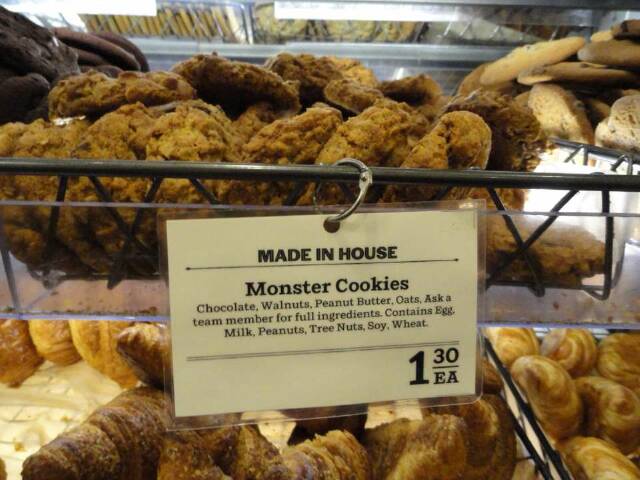 MADE IN HOUSE
Monster Cookies
Chocolate, Walnuts, Peanut Butter, Oats, Ask a
team member for full ingredients. Contains Egg,
Milk, Peanuts, Tree Nuts, Soy, Wheat.
1 30
EA